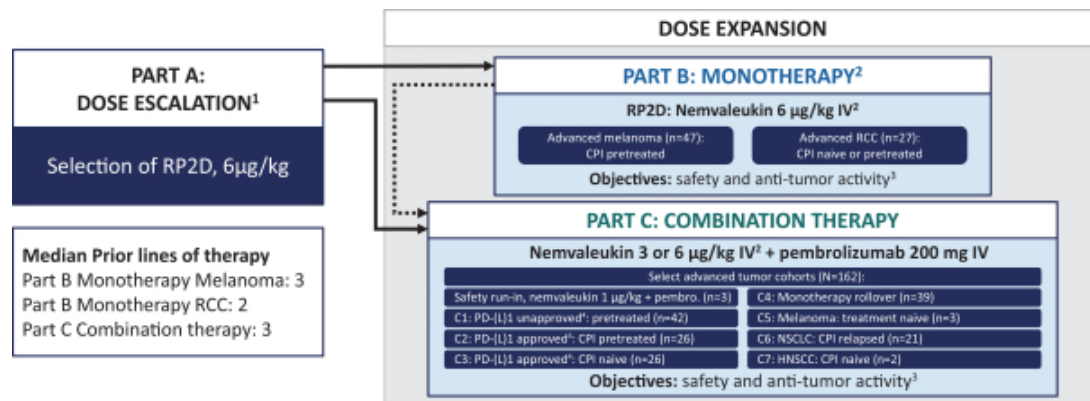 DOSE EXPANSION
PART A:
DOSE ESCALATION¹
Selection of RP2D, 6µg/kg
Median Prior lines of therapy
Part B Monotherapy Melanoma: 3
Part B Monotherapy RCC: 2
Part C Combination therapy: 3
PART B: MONOTHERAPY²
RP2D: Nemvaleukin 6 µg/kg IV²
Advanced melanoma (n=47):
CPI pretreated
Advanced RCC (n=27):
CPI naive or pretreated
Objectives: safety and anti-tumor activity³
PART C: COMBINATION THERAPY
Nemvaleukin 3 or 6 µg/kg IV² + pembrolizumab 200 mg IV
Select advanced tumor cohorts (N=162):
Safety run-in, nemvaleukin 1 µg/kg + pembro. (n=3)
C1: PD-(L)1 unapproved⁴: pretreated (n=42)
C2: PD-(L)1 approved⁴: CPI pretreated (n=26)
C3: PD-(L)1 approved⁴: CPI naive (n=26)
C4: Monotherapy rollover (n=39)
C5: Melanoma: treatment naive (n=3)
C6: NSCLC: CPI relapsed (n=21)
C7: HNSCC: CPI naive (n=2)
Objectives: safety and anti-tumor activity³